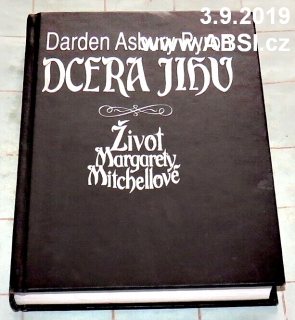 3.9.2019
Darden Asbury Pyron
www.ABSI.cz
DCERA JIHU
Život
Margarety
Mitchellové